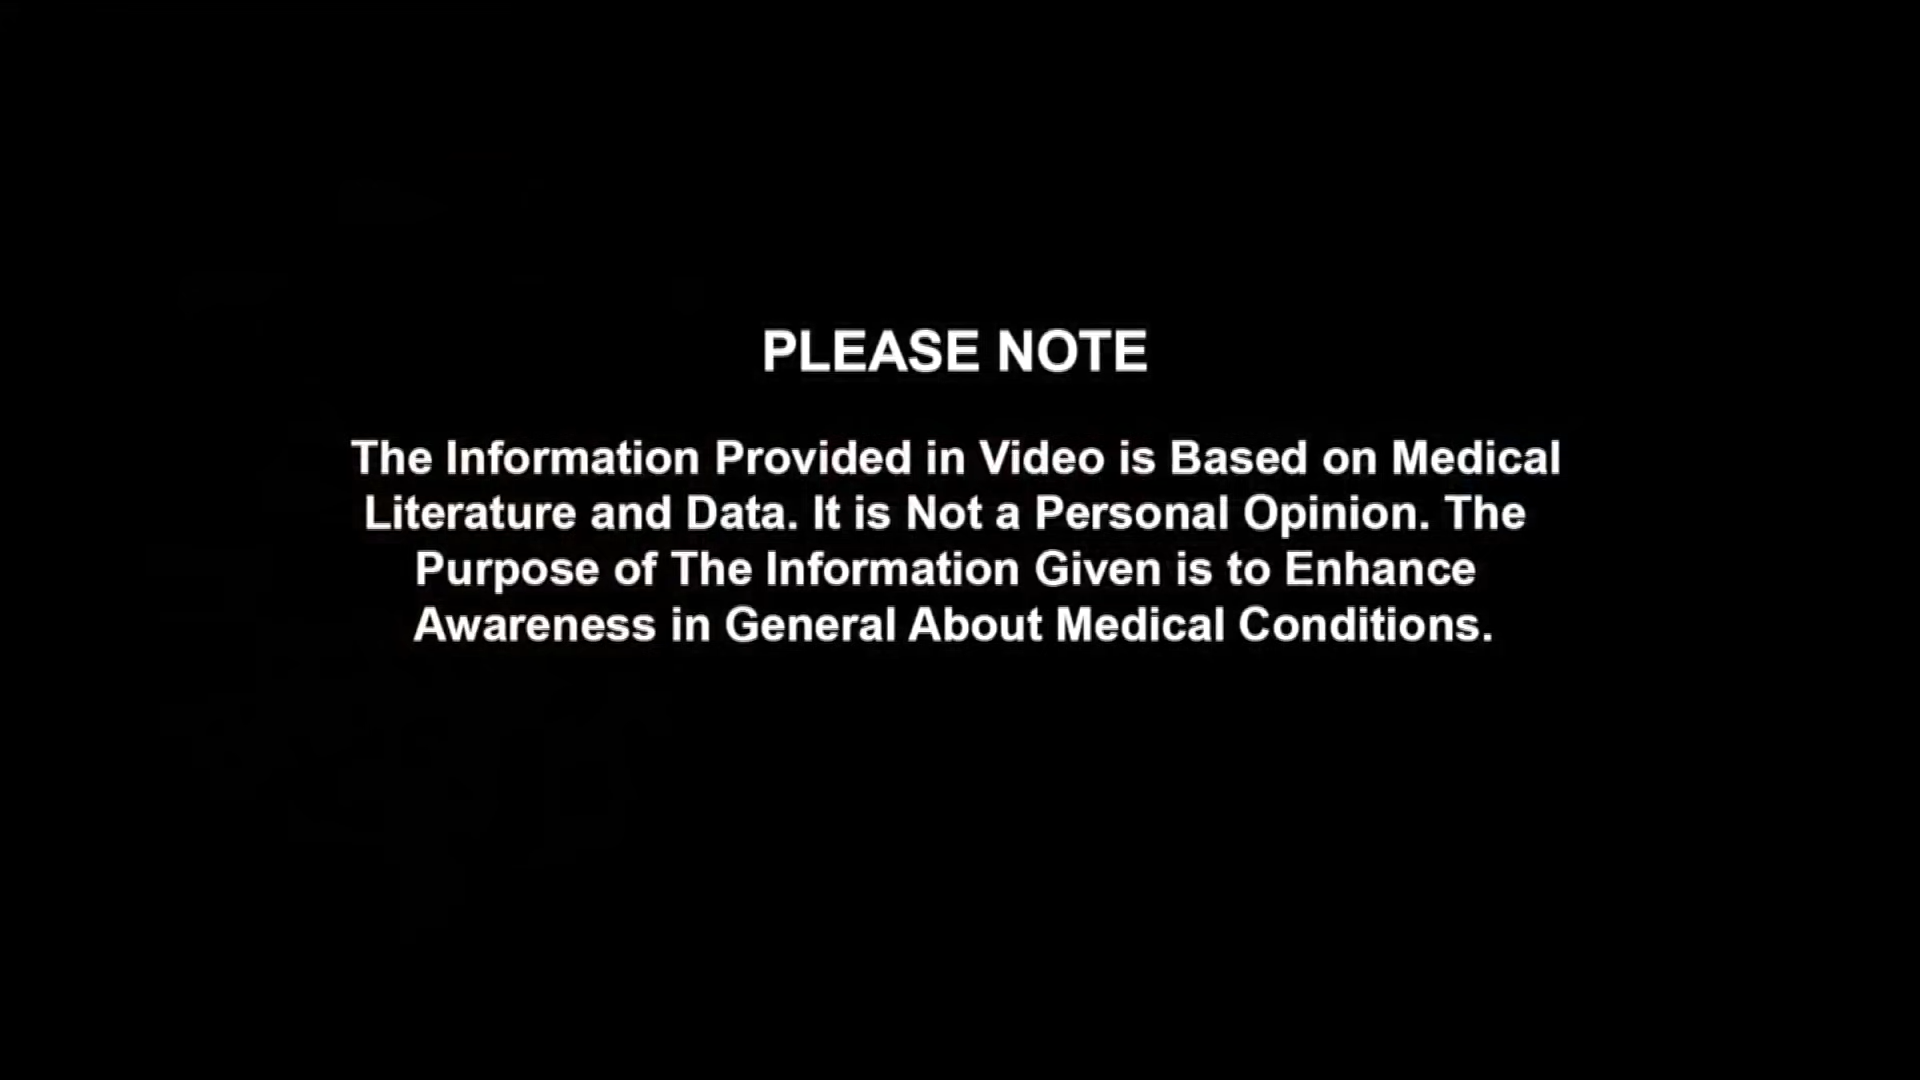 PLEASE NOTE
The Information Provided in Video is Based on Medical
Literature and Data. It is Not a Personal Opinion. The
Purpose of The Information Given is to Enhance
Awareness in General About Medical Conditions.